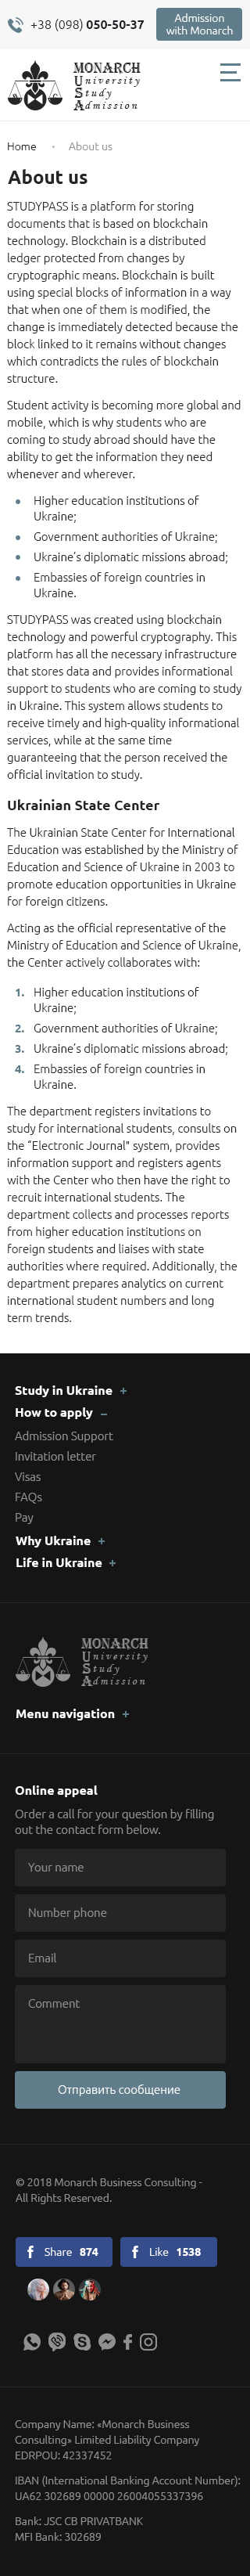 +38 (098) 050-50-37
Admission
with Monarch
MONARCH
University
Study
Admission
Home • About us
About us
STUDYPASS is a platform for storing
documents that is based on blockchain
technology. Blockchain is a distributed
ledger protected from changes by
cryptographic means. Blockchain is built
using special blocks of information in a way
that when one of them is modified, the
change is immediately detected because the
block linked to it remains without changes
which contradicts the rules of blockchain
structure.
Student activity is becoming more global and
mobile, which is why students who are
coming to study abroad should have the
ability to get the information they need
whenever and wherever.
Higher education institutions of
Ukraine;
Government authorities of Ukraine;
Ukraine's diplomatic missions abroad;
Embassies of foreign countries in
Ukraine.
STUDYPASS was created using blockchain
technology and powerful cryptography. This
platform has all the necessary infrastructure
that stores data and provides informational
support to students who are coming to study
in Ukraine. This system allows students to
receive timely and high-quality informational
services, while at the same time
guaranteeing that the person received the
official invitation to study.
Ukrainian State Center
The Ukrainian State Center for International
Education was established by the Ministry of
Education and Science of Ukraine in 2003 to
promote education opportunities in Ukraine
for foreign citizens.
Acting as the official representative of the
Ministry of Education and Science of Ukraine,
the Center actively collaborates with:
1. Higher education institutions of
Ukraine;
2. Government authorities of Ukraine;
3. Ukraine's diplomatic missions abroad;
4. Embassies of foreign countries in
Ukraine.
The department registers invitations to
study for international students, consults on
the "Electronic Journal" system, provides
information support and registers agents
with the Center who then have the right to
recruit international students. The
department collects and processes reports
from higher education institutions on
foreign students and liaises with state
authorities where required. Additionally, the
department prepares analytics on current
international student numbers and long
term trends.
Study in Ukraine +
How to apply –
Admission Support
Invitation letter
Visas
FAQs
Pay
Why Ukraine +
Life in Ukraine +
MONARCH
University
Study
Admission
Menu navigation +
Online appeal
Order a call for your question by filling
out the contact form below.
Your name
Number phone
Email
Comment
Отправить сообщение
© 2018 Monarch Business Consulting -
All Rights Reserved.
Share 874
Like 1538
Company Name: «Monarch Business
Consulting» Limited Liability Company
EDRPOU: 42337452
IBAN (International Banking Account Number):
UA62 302689 00000 26004055337396
Bank: JSC CB PRIVATBANK
MFI Bank: 302689